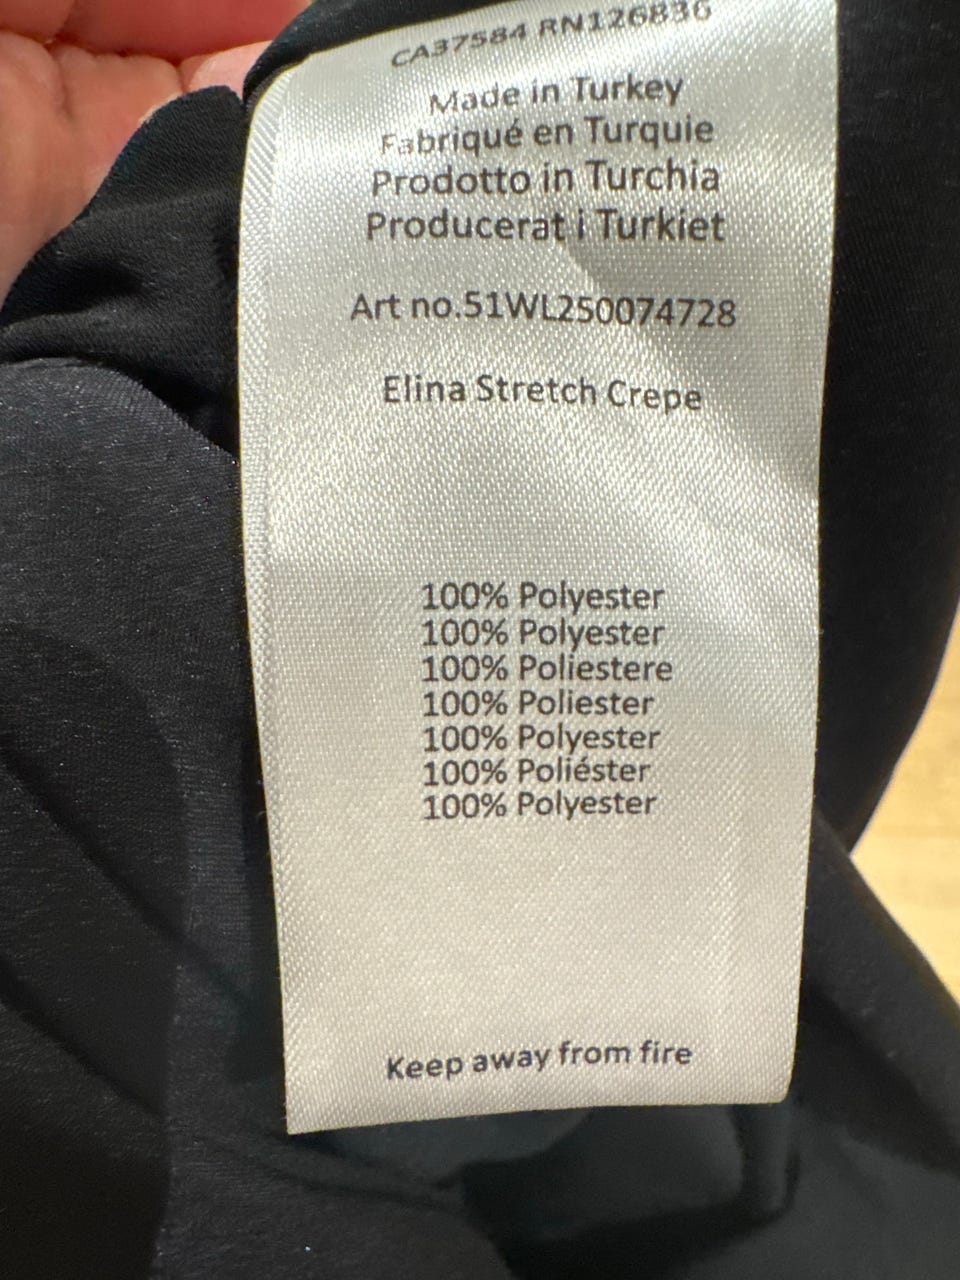 CA37584 RN126836
Made in Turkey
Fabriqué en Turquie
Prodotto in Turchia
Producerat i Turkiet
Art no.51WL250074728
Elina Stretch Crepe
100% Polyester
100% Polyester
100% Poliestere
100% Poliester
100% Polyester
100% Poliéster
100% Polyester
Keep away from fire